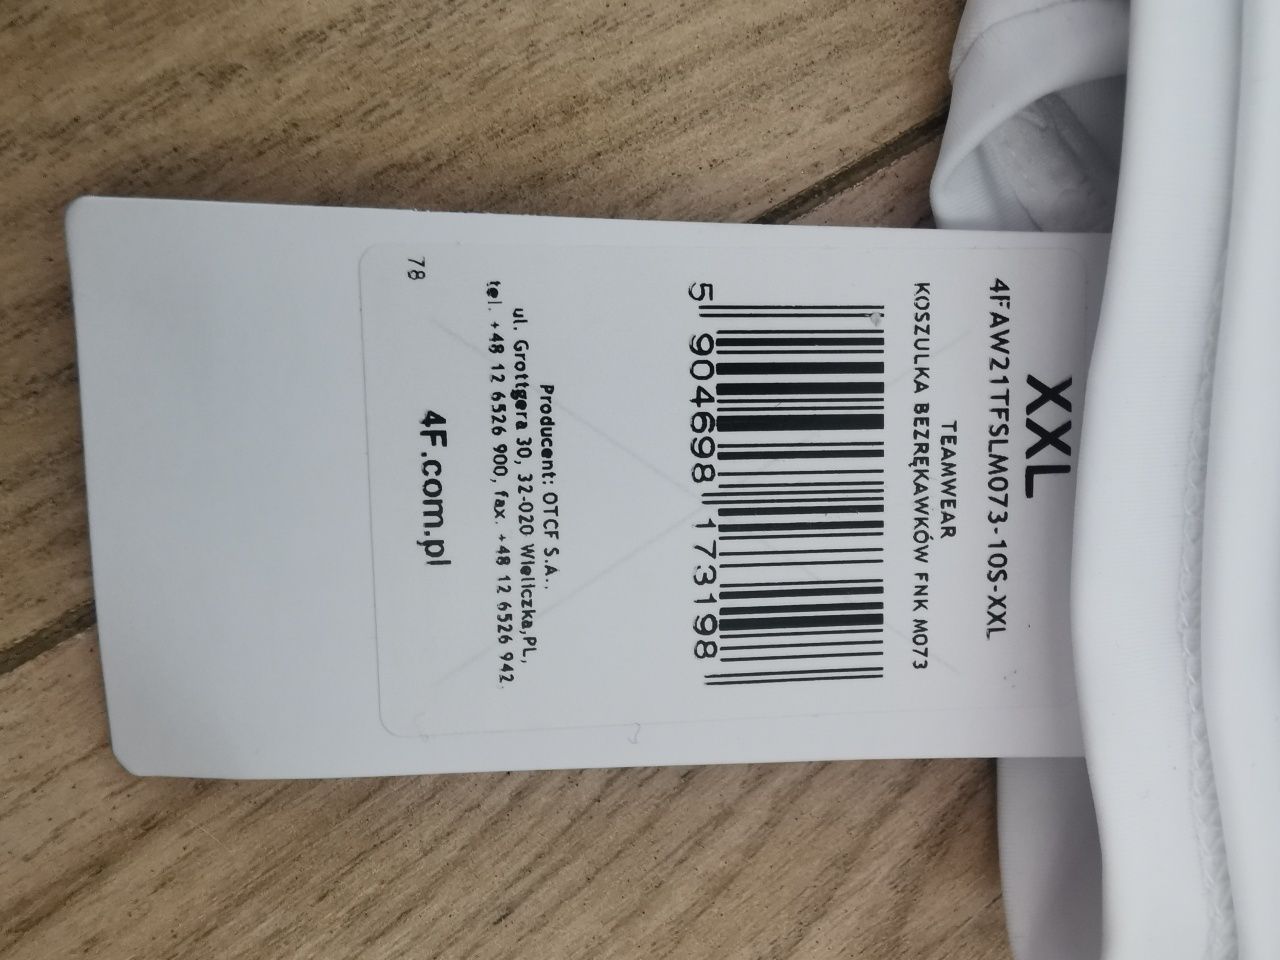 XXL
4FAW21TFSLM073-10S-XXL
TEAMWEAR
KOSZULKA BEZRĘKAWKÓW FNK M073
5 904698 173198
Producent: OTCF S.A.,
ul. Grottgera 30, 32-020 Wieliczka,PL,
tel. +48 12 6526 900, fax. +48 12 6526 942
4F.com.pl
78